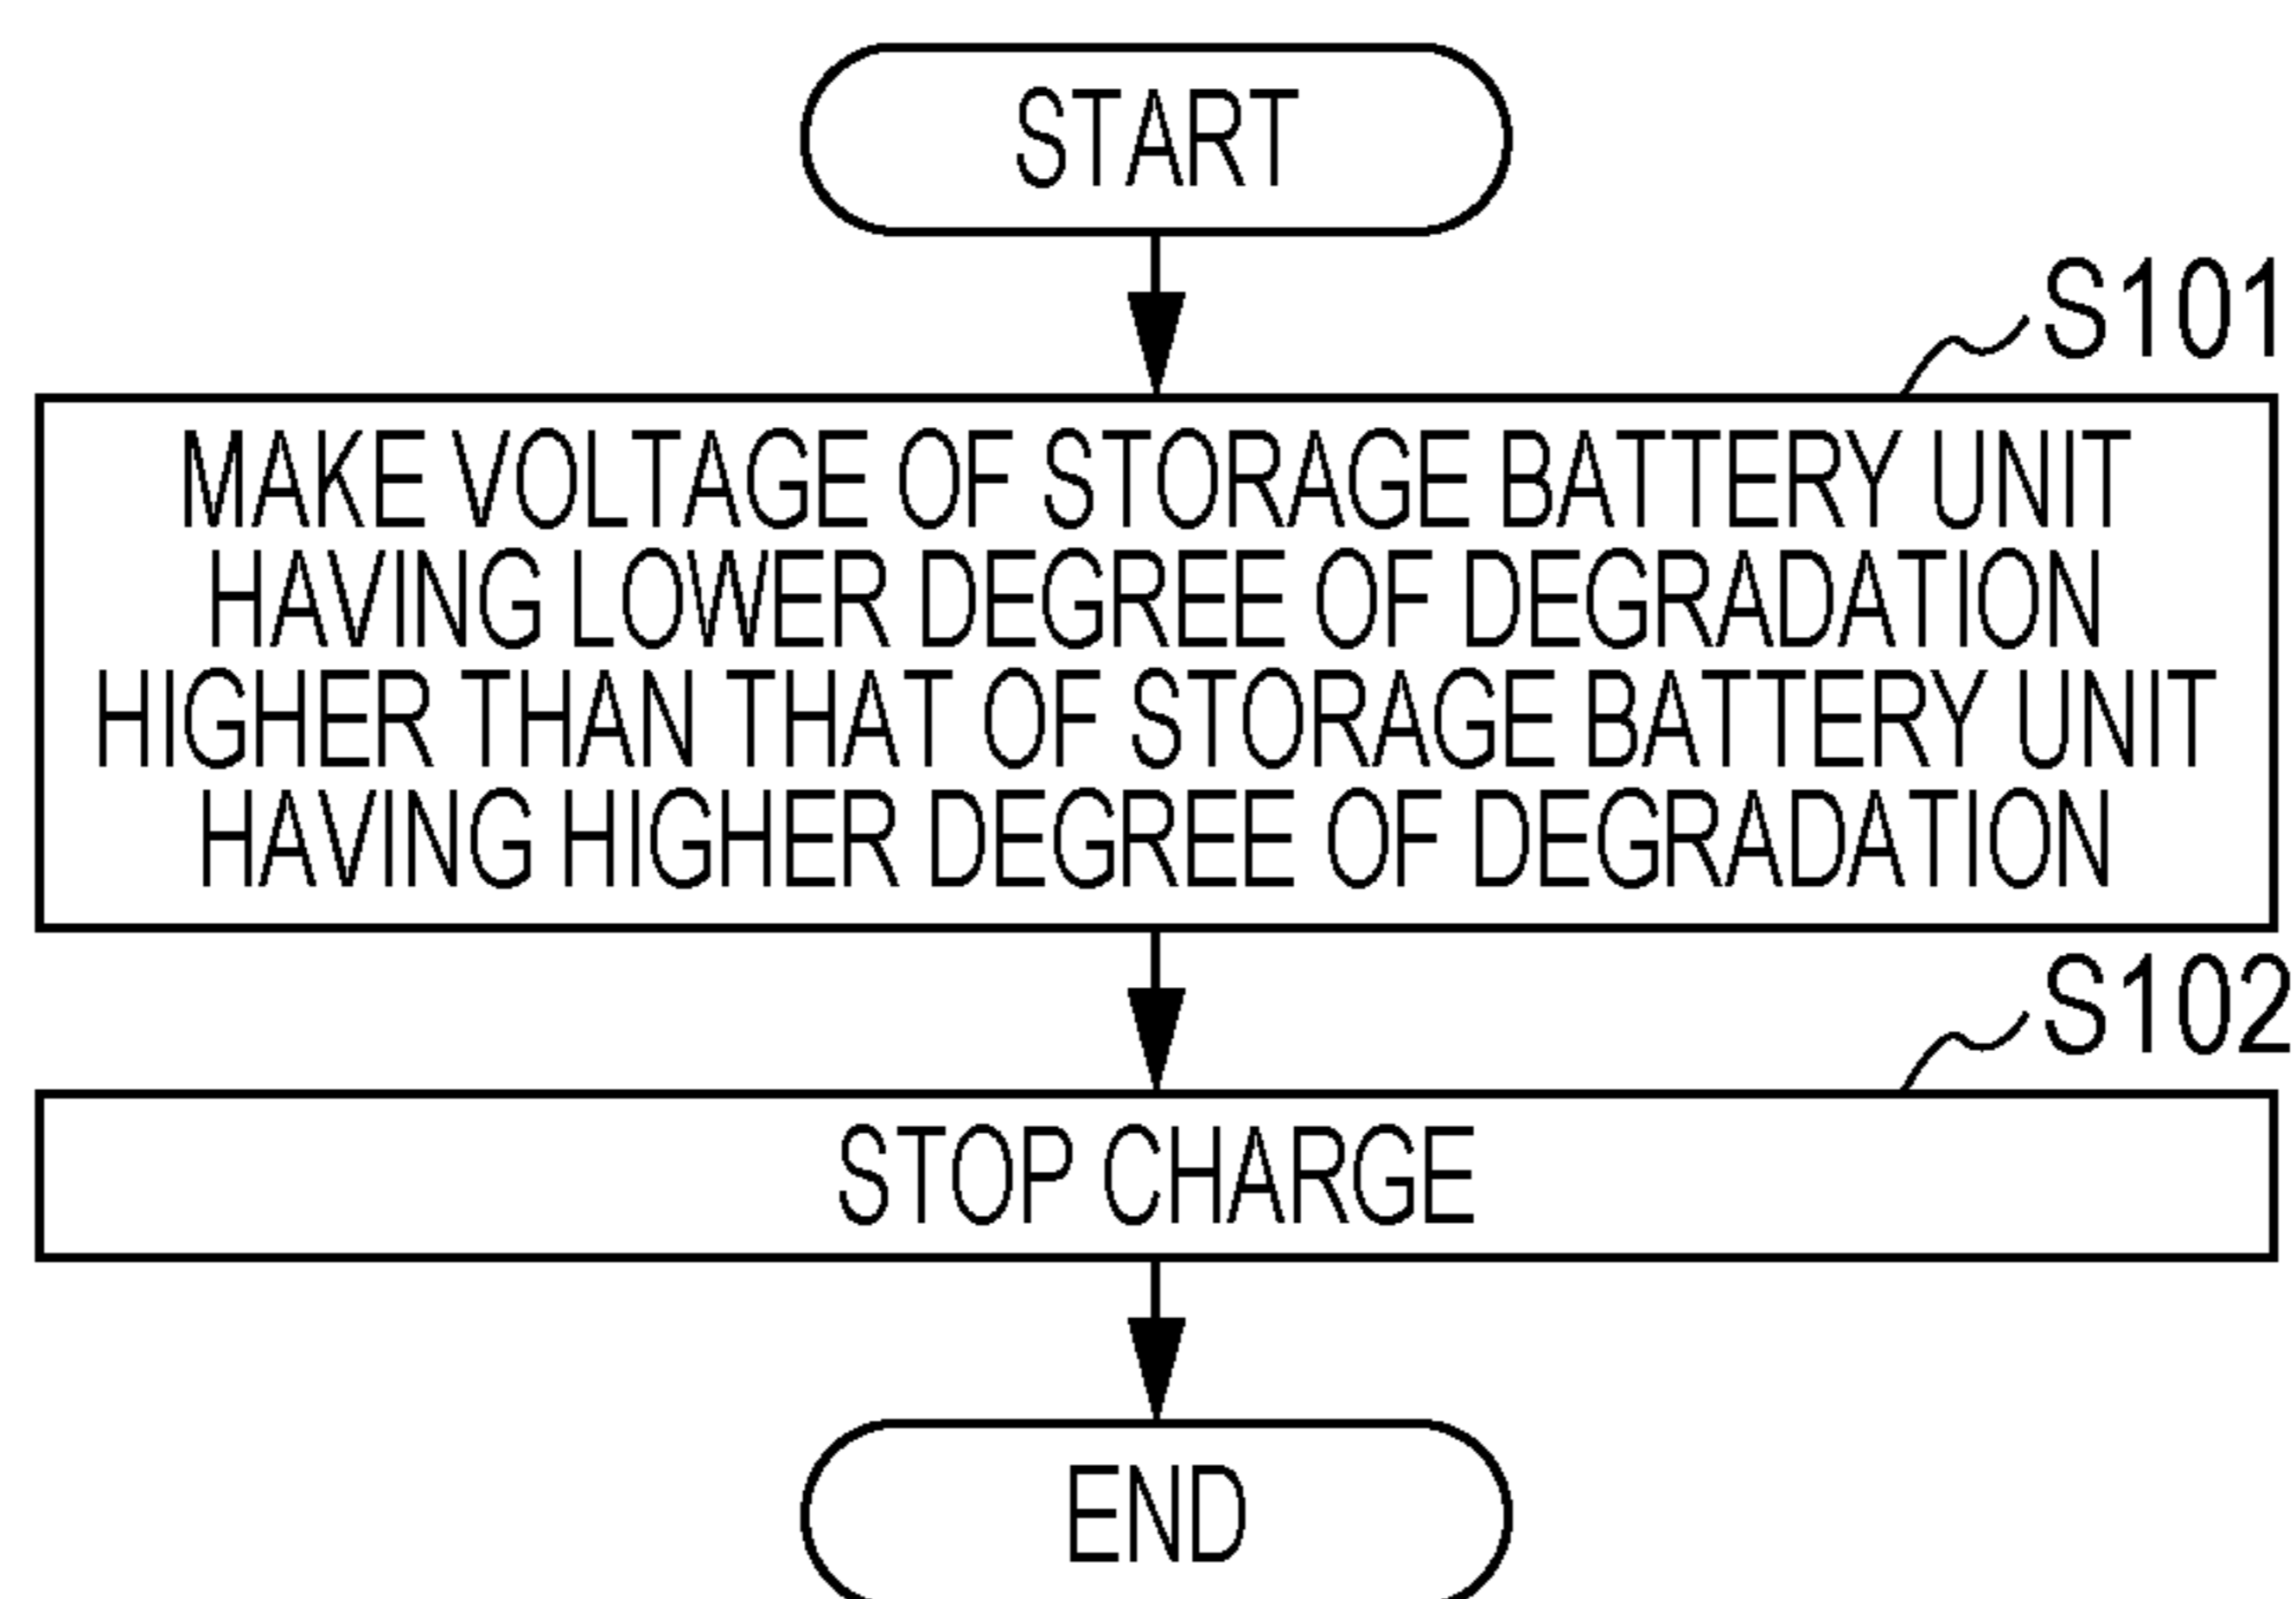 START
S101
MAKE VOLTAGE OF STORAGE BATTERY UNIT
HAVING LOWER DEGREE OF DEGRADATION
HIGHER THAN THAT OF STORAGE BATTERY UNIT
HAVING HIGHER DEGREE OF DEGRADATION
S102
STOP CHARGE
END